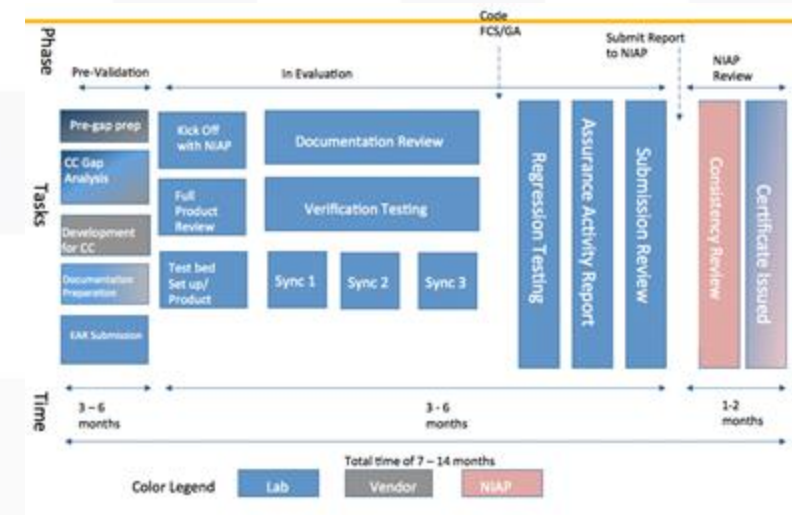 Phase
Code
FCS/GA
Submit Report
to NIAP
Pre-Validation
In Evaluation
NIAP
Review
Tasks
Pre-gap prep
CC Gap
Analysis
Development
for CC
Documentation
Preparation
EAR Submission
Kick Off
with NIAP
Full
Product
Review
Test bed
Set up/
Product
Documentation Review
Verification Testing
Sync 1
Sync 2
Sync 3
Regression Testing
Assurance Activity Report
Submission Review
Consistency Review
Certificate Issued
Time
3 – 6
months
3 - 6
months
1-2
months
Total time of 7 – 14 months
Color Legend
Lab
Vendor
NIAP